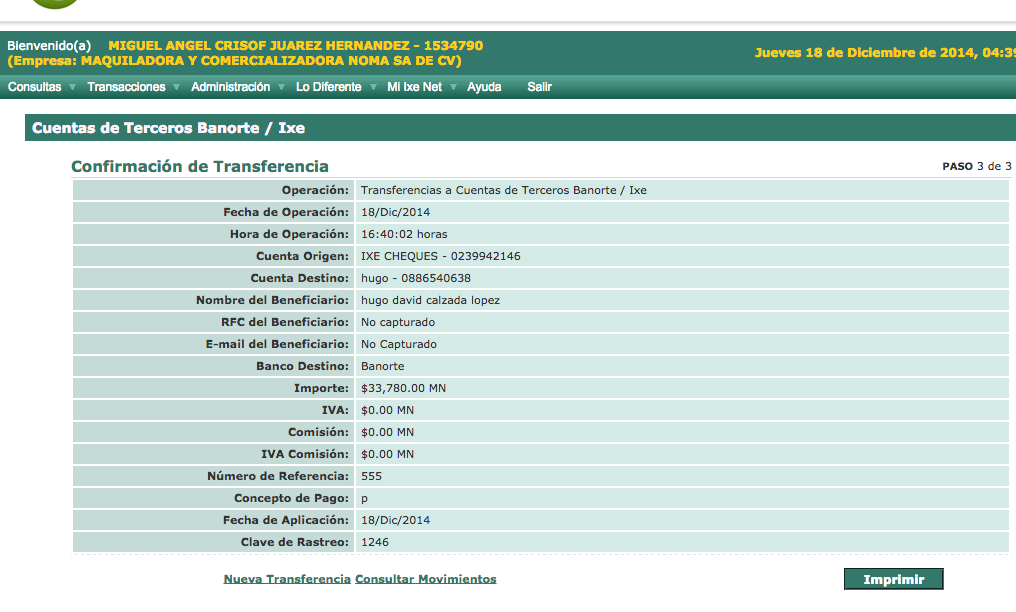 Bienvenido(a) MIGUEL ANGEL CRISOF JUAREZ HERNANDEZ - 1534790
(Empresa: MAQUILADORA Y COMERCIALIZADORA NOMA SA DE CV)
Jueves 18 de Diciembre de 2014, 04:39
Consultas Transacciones Administración Lo Diferente Mi Ixe Net Ayuda Salir
Cuentas de Terceros Banorte / Ixe
Confirmación de Transferencia PASO 3 de 3
Operación: Transferencias a Cuentas de Terceros Banorte / Ixe
Fecha de Operación: 18/Dic/2014
Hora de Operación: 16:40:02 horas
Cuenta Origen: IXE CHEQUES - 0239942146
Cuenta Destino: hugo - 0886540638
Nombre del Beneficiario: hugo david calzada lopez
RFC del Beneficiario: No capturado
E-mail del Beneficiario: No Capturado
Banco Destino: Banorte
Importe: $33,780.00 MN
IVA: $0.00 MN
Comisión: $0.00 MN
IVA Comisión: $0.00 MN
Número de Referencia: 555
Concepto de Pago: p
Fecha de Aplicación: 18/Dic/2014
Clave de Rastreo: 1246
Nueva Transferencia Consultar Movimientos Imprimir